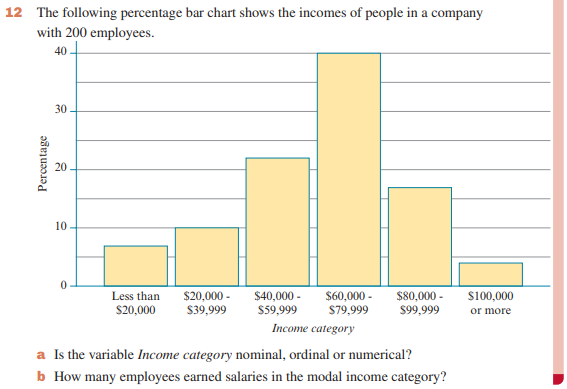 12 The following percentage bar chart shows the incomes of people in a company
with 200 employees.
40
30
20
10
0
Percentage
Less than $20,000 - $40,000 - $60,000 - $80,000 - $100,000
$20,000 $39,999 $59,999 $79,999 $99,999 or more
Income category
a Is the variable Income category nominal, ordinal or numerical?
b How many employees earned salaries in the modal income category?